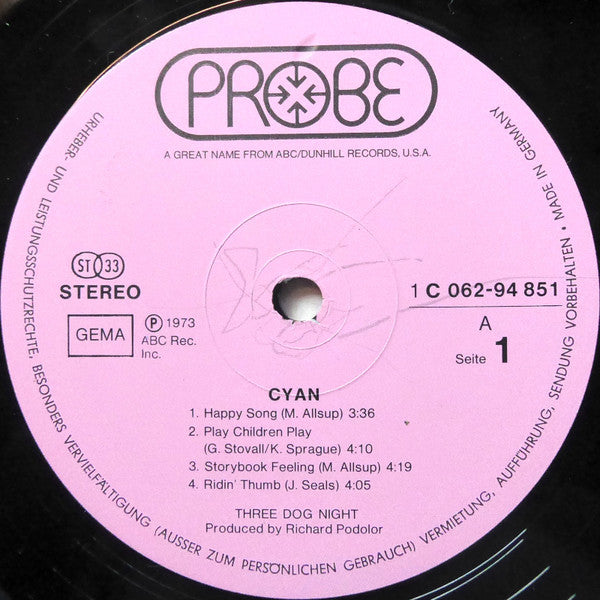 PROBE
A GREAT NAME FROM ABC/DUNHILL RECORDS, U.S.A.
URHEBER- UND LEISTUNGSSCHUTZRECHTE, BESONDERS VERVIELFÄLTIGUNG (AUSSER ZUM PERSÖNLICHEN GEBRAUCH) VERMIETUNG, AUFFÜHRUNG, SENDUNG VORBEHALTEN • MADE IN GERMANY
ST 33
STEREO
GEMA
Ⓟ 1973
ABC Rec.
Inc.
1 C 062-94 851
A
Seite 1
CYAN
1. Happy Song (M. Allsup) 3:36
2. Play Children Play
(G. Stovall/K. Sprague) 4:10
3. Storybook Feeling (M. Allsup) 4:19
4. Ridin' Thumb (J. Seals) 4:05
THREE DOG NIGHT
Produced by Richard Podolor